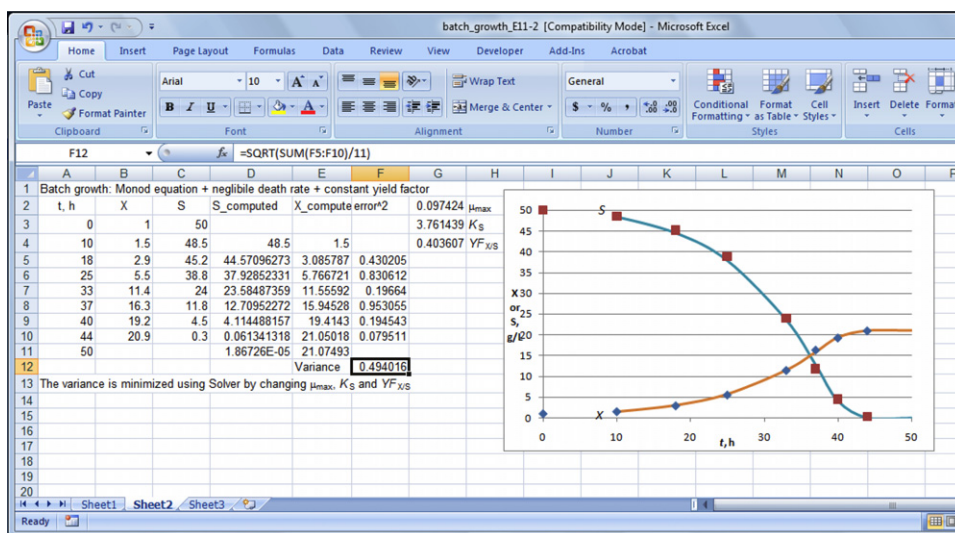 batch_growth_E11-2 [Compatibility Mode] - Microsoft Excel
Home Insert Page Layout Formulas Data Review View Developer Add-Ins Acrobat
Paste
Cut
Copy
Format Painter
Clipboard
Arial 10 A A
B I U A
Font
Wrap Text
Merge & Center
Alignment
General
$ % , .00 .0
Number
Conditional Formatting Format as Table Cell Styles
Styles
Insert Delete Forma
Cells
F12 fx =SQRT(SUM(F5:F10)/11)
A B C D E F G H I J K L M N O P
1 Batch growth: Monod equation + neglibile death rate + constant yield factor
2 t, h X S S_computed X_compute error^2 0.097424 μmax
3 0 1 50 3.761439 KS
4 10 1.5 48.5 48.5 1.5 0.403607 YFX/S
5 18 2.9 45.2 44.57096273 3.085787 0.430205
6 25 5.5 38.8 37.92852331 5.766721 0.830612
7 33 11.4 24 23.58487359 11.55592 0.19664
8 37 16.3 11.8 12.70952272 15.94528 0.953055
9 40 19.2 4.5 4.114488157 19.4143 0.194543
10 44 20.9 0.3 0.061341318 21.05018 0.079511
11 50 1.86726E-05 21.07493
12 Variance 0.494016
13 The variance is minimized using Solver by changing μmax, KS and YFX/S
14
15
16
17
18
19
20
50
45
40
35
30
25
20
15
10
5
0
X
or
S,
g/L
S
X
0 10 20 30 40 50
t, h
Sheet1 Sheet2 Sheet3
Ready